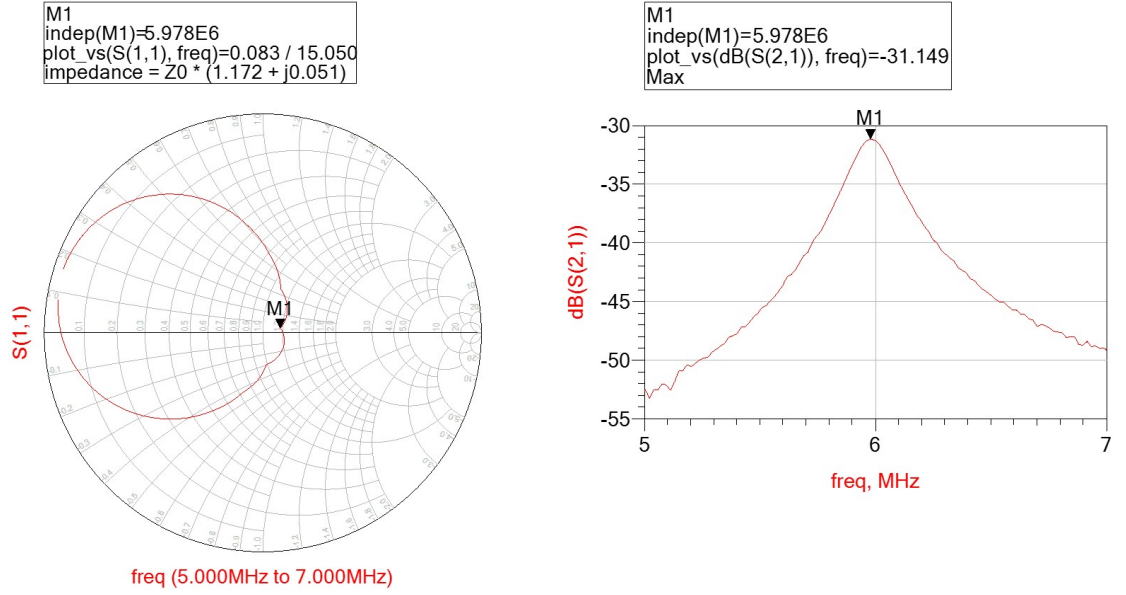 M1
indep(M1)=5.978E6
plot_vs(S(1,1), freq)=0.083 / 15.050
impedance = Z0 * (1.172 + j0.051)
M1
S(1,1)
freq (5.000MHz to 7.000MHz)
M1
indep(M1)=5.978E6
plot_vs(dB(S(2,1)), freq)=-31.149
Max
M1
-30
-35
-40
-45
-50
-55
dB(S(2,1))
5 6 7
freq, MHz